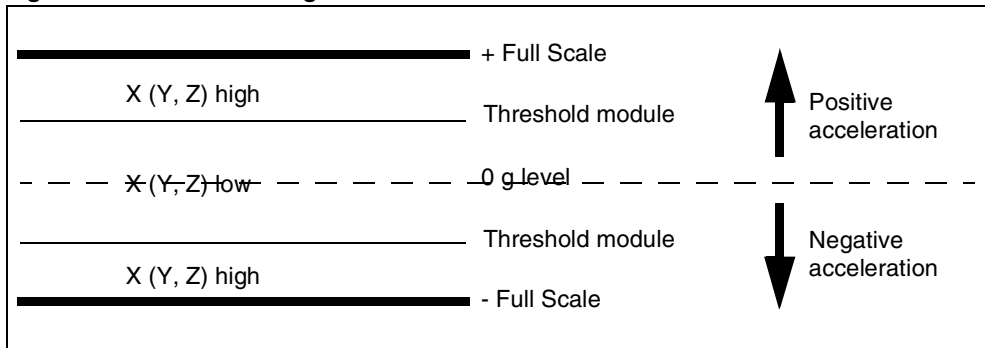 + Full Scale
X (Y, Z) high
Threshold module
Positive
acceleration
X (Y, Z) low
0 g level
Threshold module
Negative
acceleration
X (Y, Z) high
- Full Scale